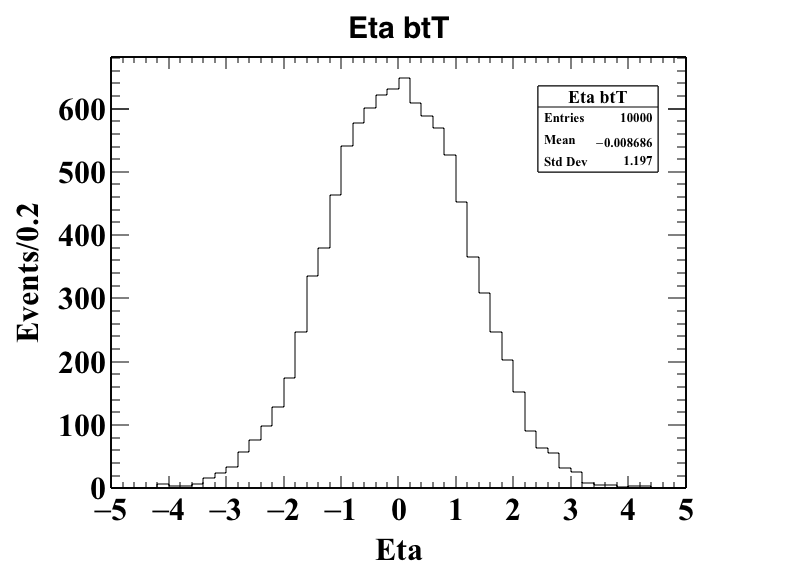 Eta btT
Eta btT
Entries 10000
Mean −0.008686
Std Dev 1.197
Events/0.2
600
500
400
300
200
100
0
−5 −4 −3 −2 −1 0 1 2 3 4 5
Eta